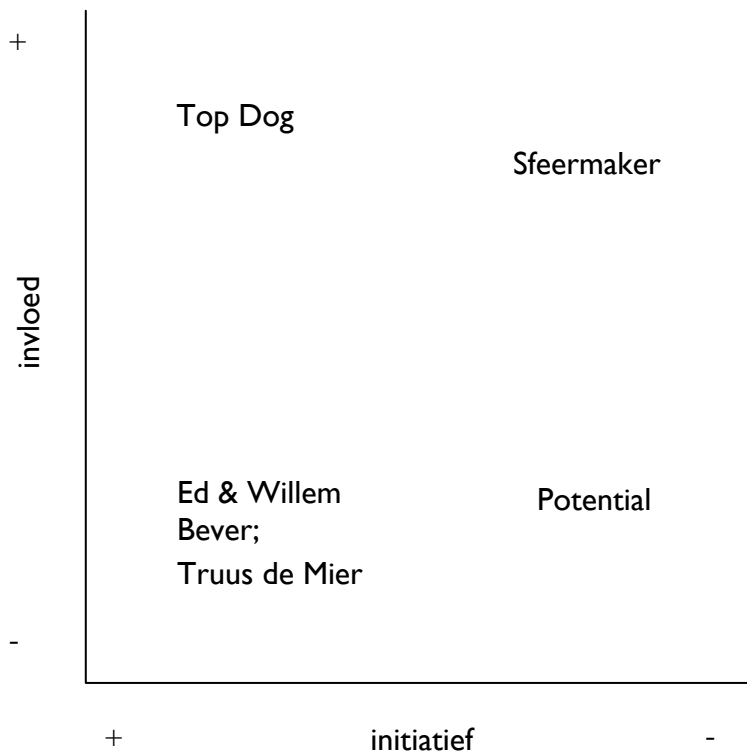 +
Top Dog
Sfeermaker
invloed
Ed & Willem
Bever;
Truus de Mier
Potential
-
+ initiatief -